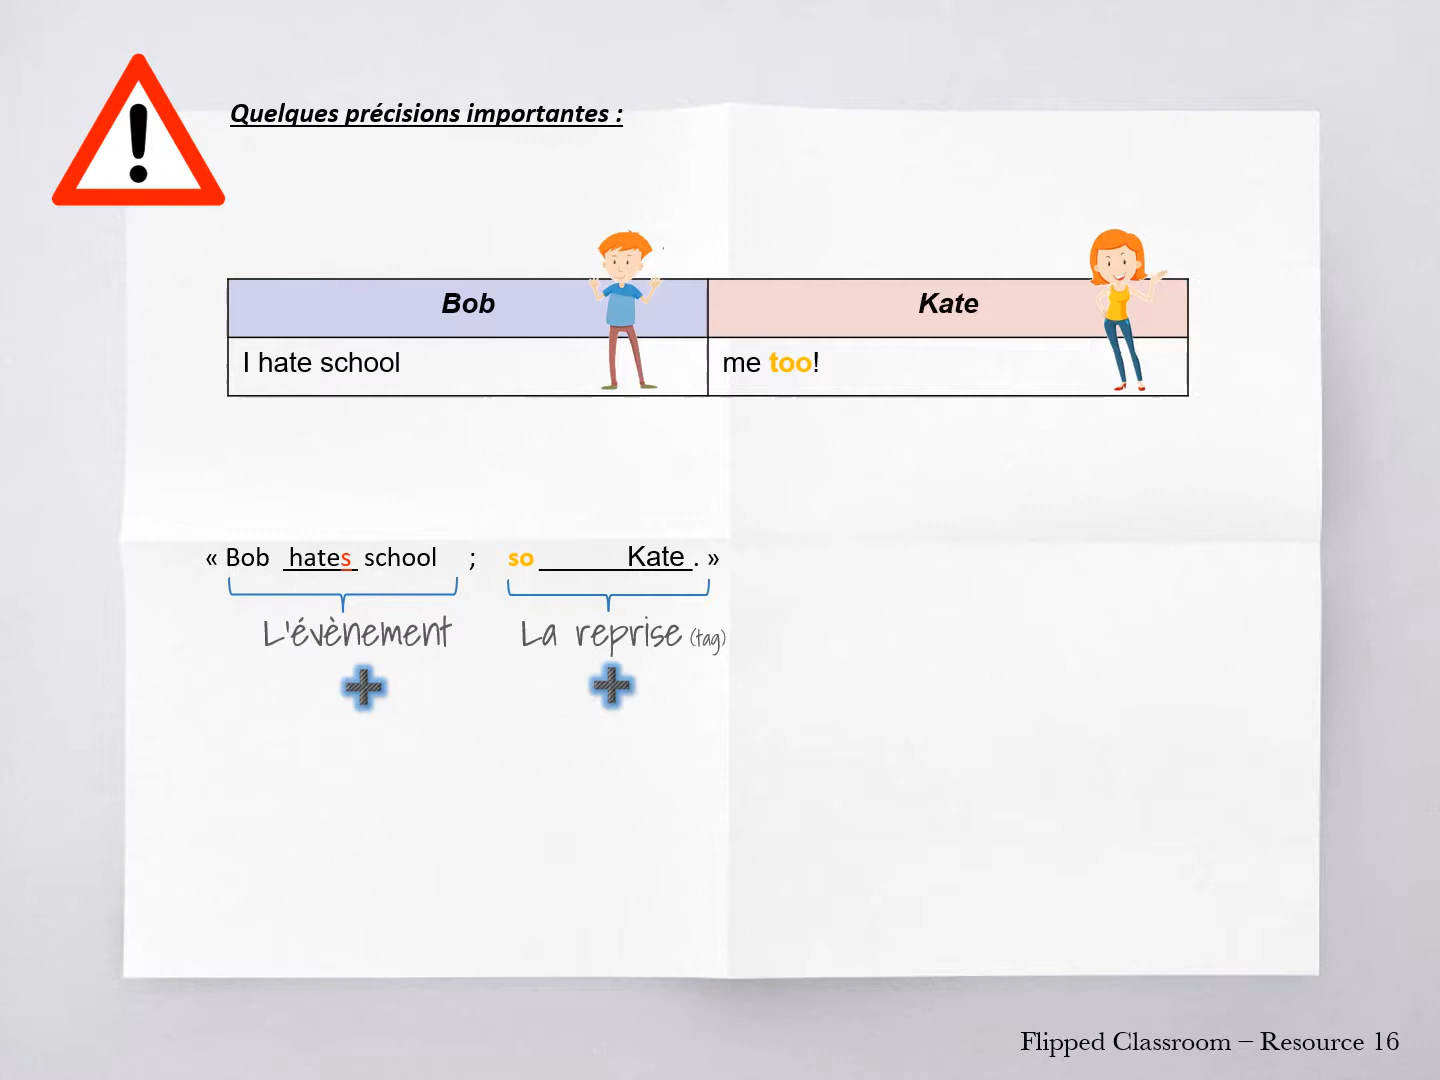 Quelques précisions importantes :
Bob Kate
I hate school me too!
« Bob hates school ; so ______ Kate . »
L'évènement La reprise (tag)
Flipped Classroom – Resource 16